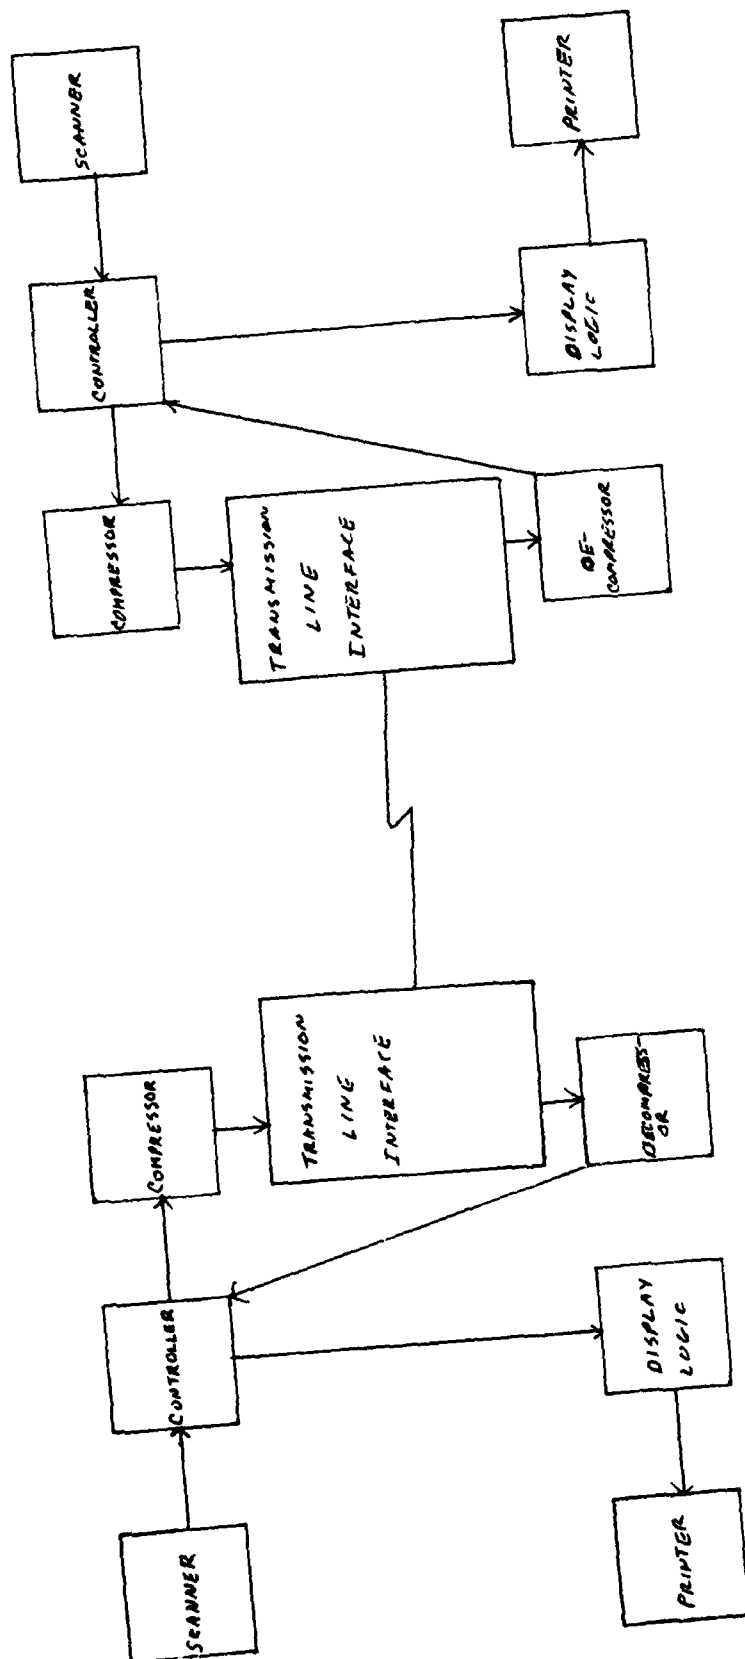 SCANNER
CONTROLLER
COMPRESSOR
TRANSMISSION
LINE
INTERFACE
DECOMPRESS-
OR
DISPLAY
LOGIC
PRINTER
TRANSMISSION
LINE
INTERFACE
COMPRESSOR
CONTROLLER
SCANNER
DE-
COMPRESSOR
DISPLAY
LOGIC
PRINTER